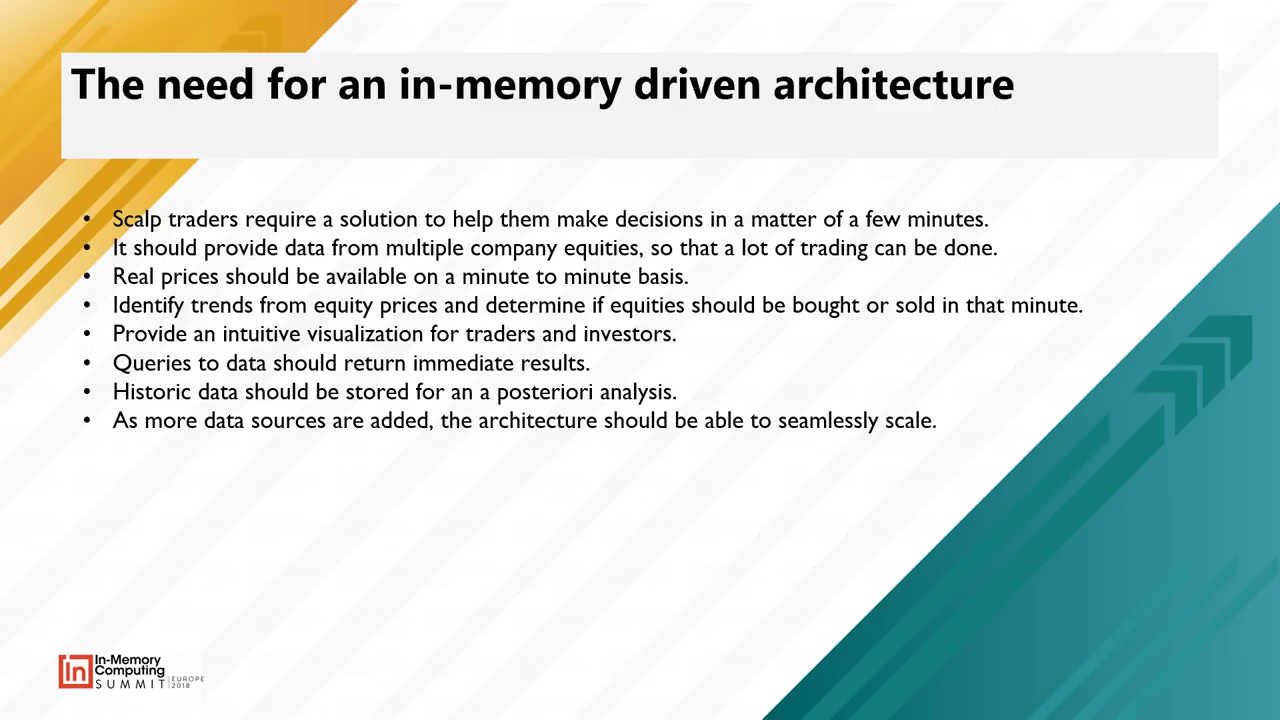 The need for an in-memory driven architecture
• Scalp traders require a solution to help them make decisions in a matter of a few minutes.
• It should provide data from multiple company equities, so that a lot of trading can be done.
• Real prices should be available on a minute to minute basis.
• Identify trends from equity prices and determine if equities should be bought or sold in that minute.
• Provide an intuitive visualization for traders and investors.
• Queries to data should return immediate results.
• Historic data should be stored for an a posteriori analysis.
• As more data sources are added, the architecture should be able to seamlessly scale.
In
In-Memory
Computing
SUMMIT
EUROPE
2018